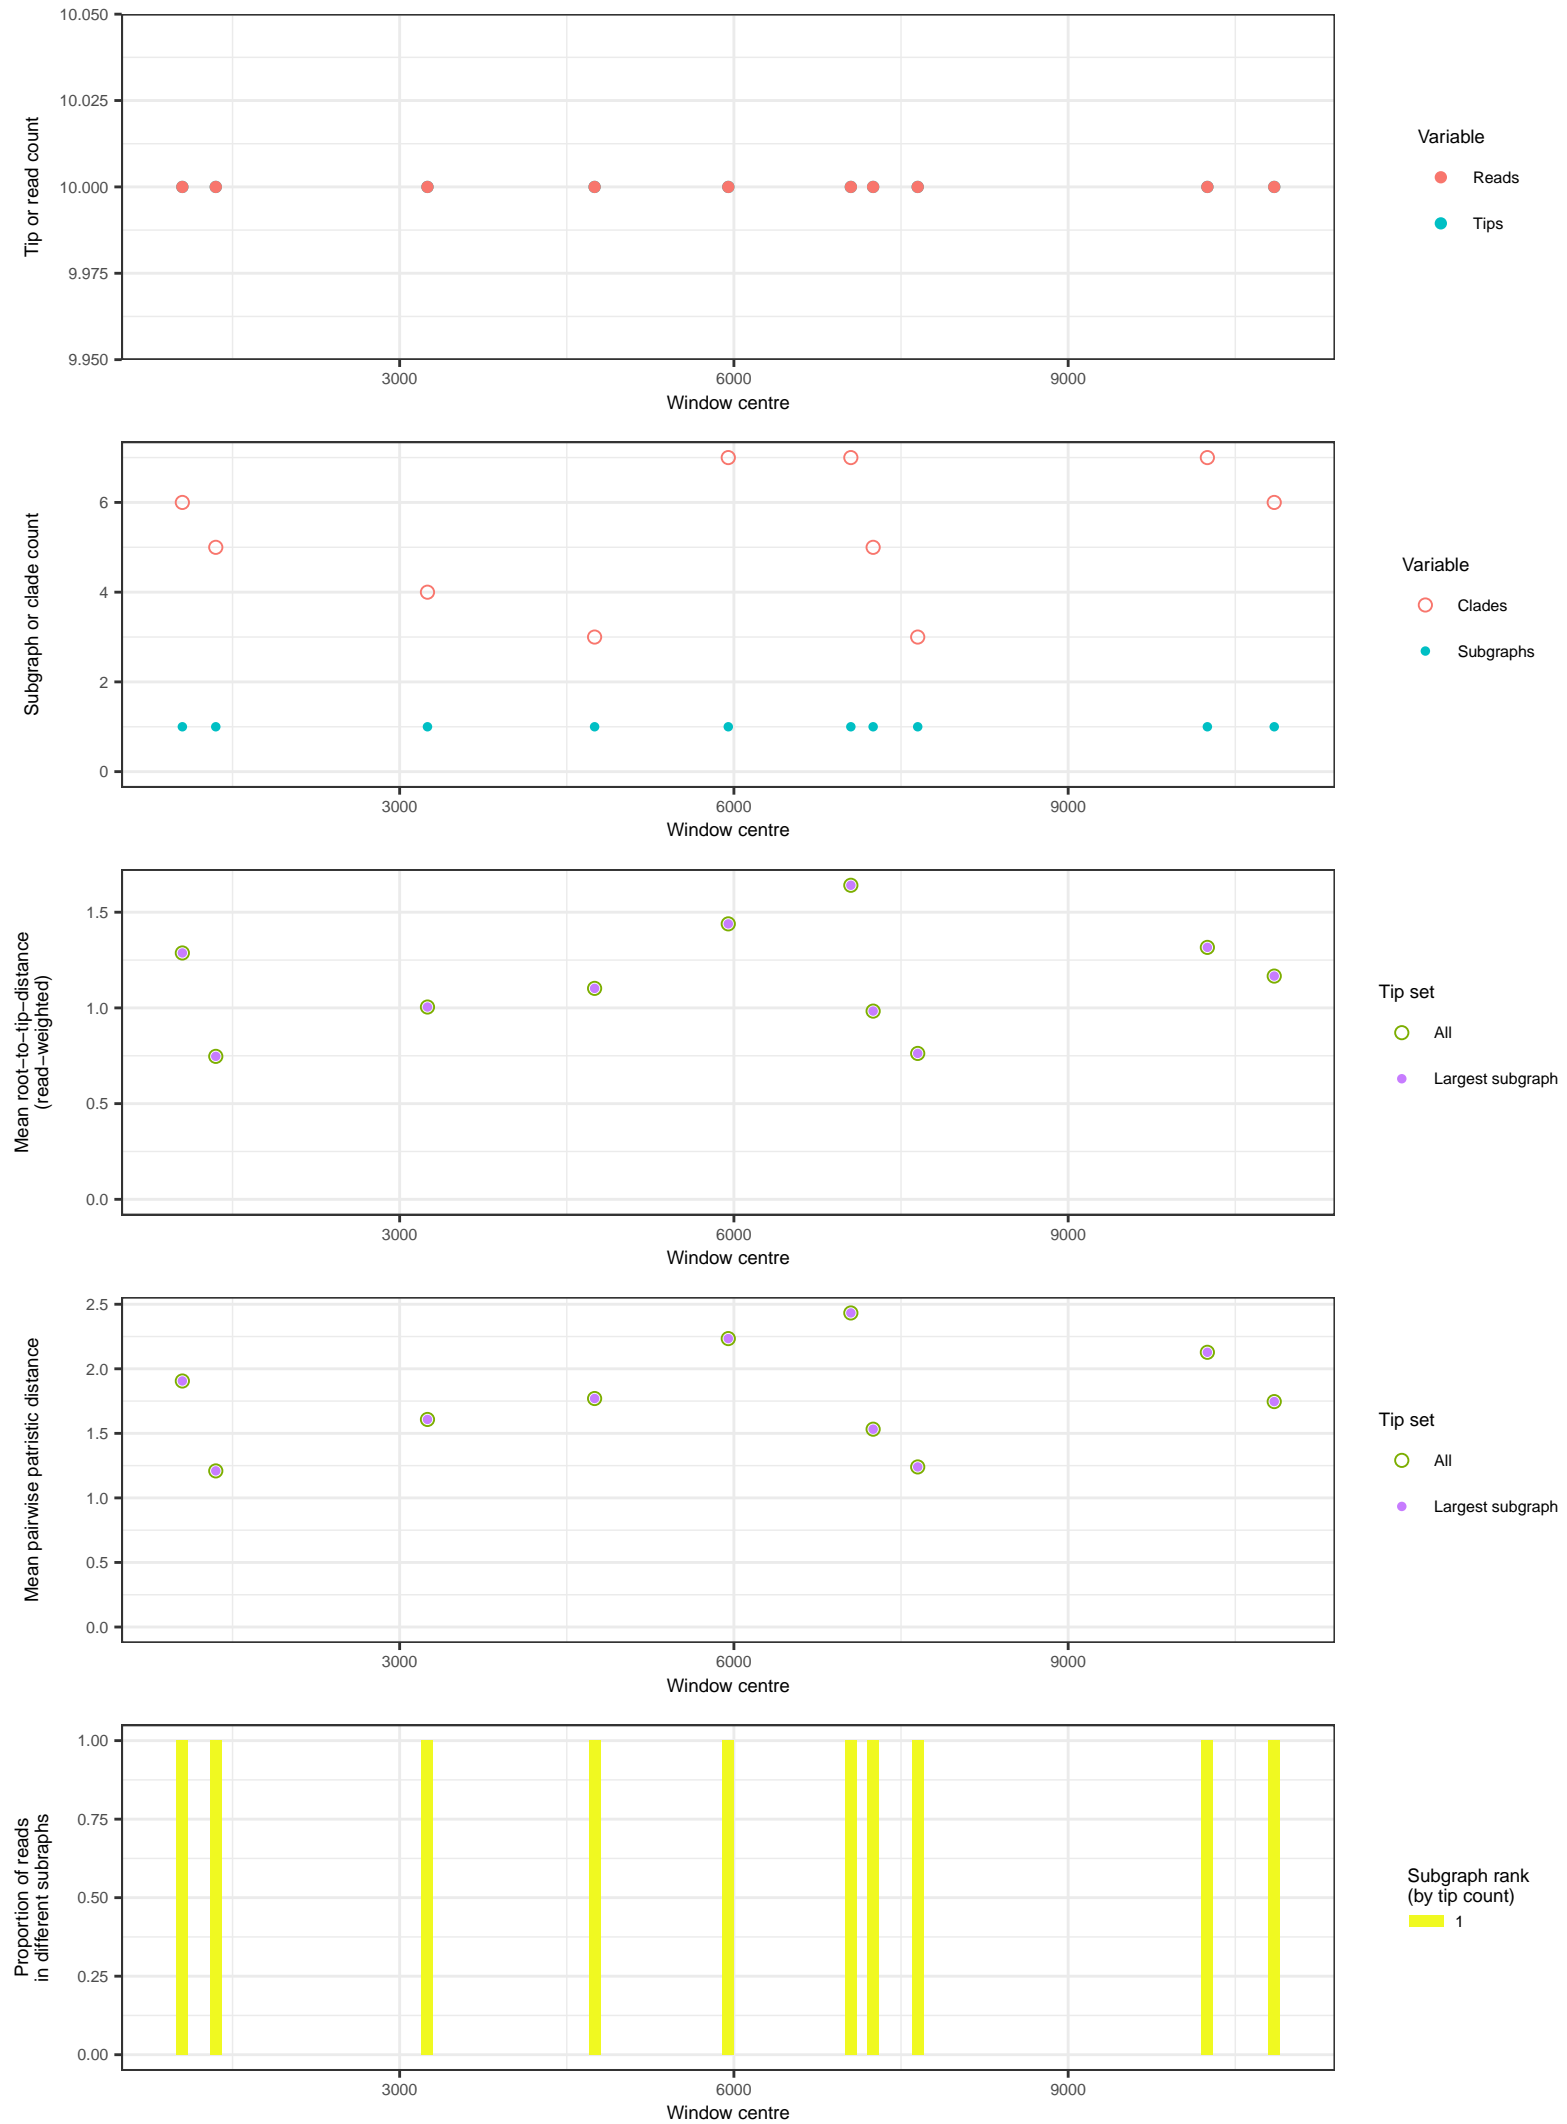 10.050
10.025
10.000
9.975
9.950
Tip or read count
3000
6000
9000
Window centre
Variable
Reads
Tips
6
4
2
0
Subgraph or clade count
3000
6000
9000
Window centre
Variable
Clades
Subgraphs
1.5
1.0
0.5
0.0
Mean root−to−tip−distance
(read−weighted)
3000
6000
9000
Window centre
Tip set
All
Largest subgraph
2.5
2.0
1.5
1.0
0.5
0.0
Mean pairwise patristic distance
3000
6000
9000
Window centre
Tip set
All
Largest subgraph
1.00
0.75
0.50
0.25
0.00
Proportion of reads
in different subraphs
3000
6000
9000
Window centre
Subgraph rank
(by tip count)
1